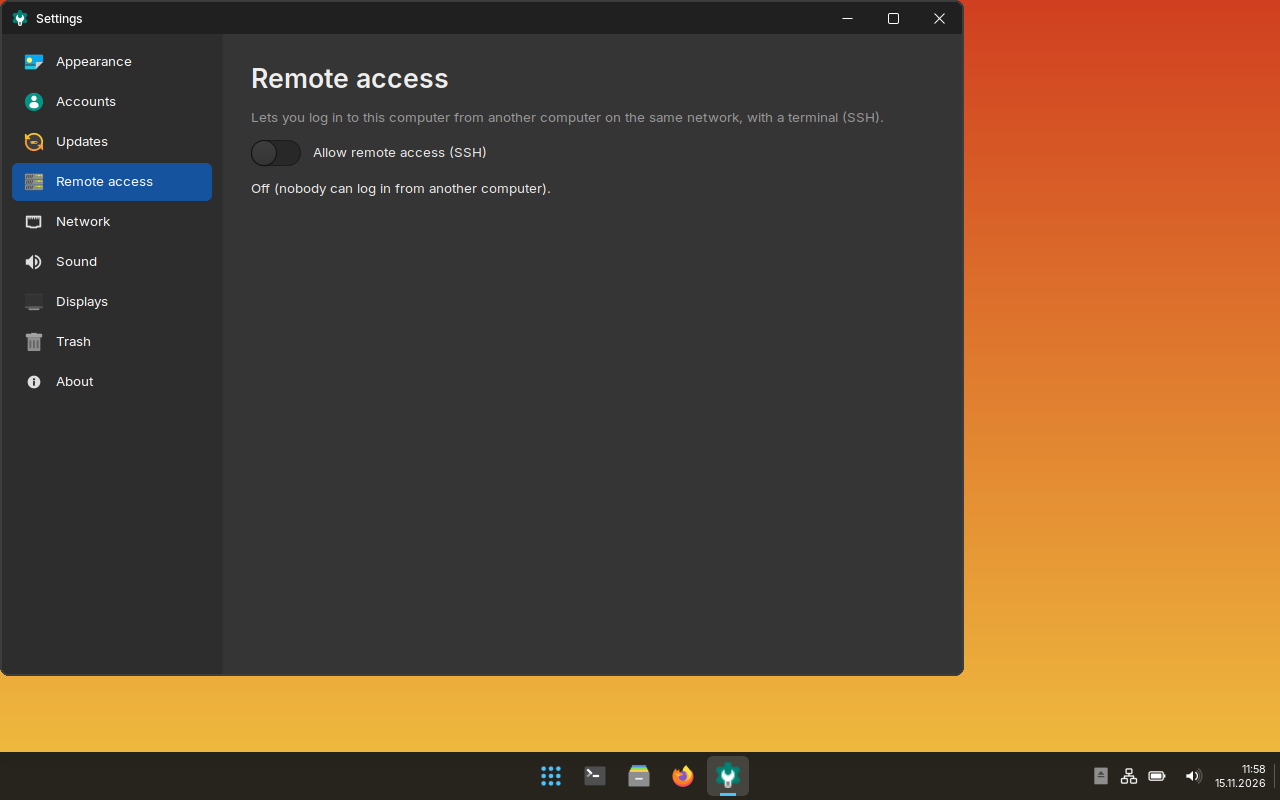 Settings
Appearance
Accounts
Updates
Remote access
Network
Sound
Displays
Trash
About
Remote access
Lets you log in to this computer from another computer on the same network, with a terminal (SSH).
Allow remote access (SSH)
Off (nobody can log in from another computer).
11:58
15.11.2026